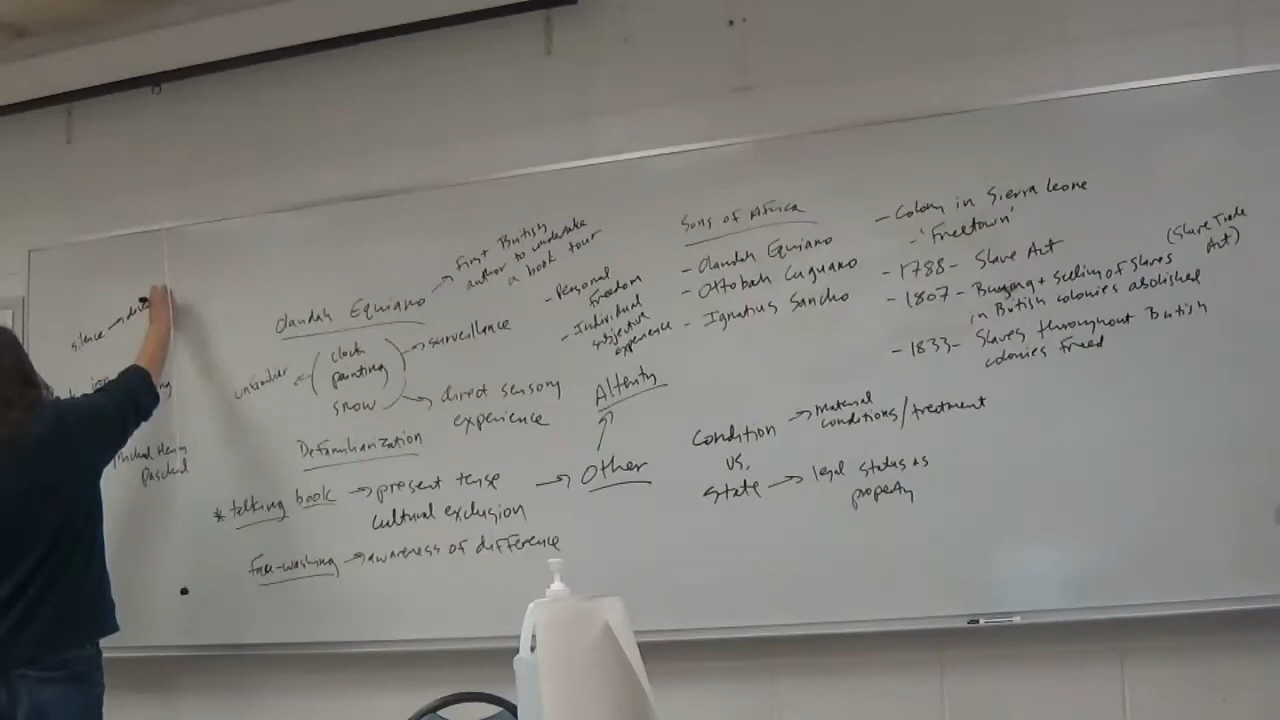 silence →
Michael Henry
Pascal
Olaudah Equiano
→ First British
author to undertake
a book tour
unfamiliar ← ( clock
painting
snow
→ surveillance
→ direct sensory
experience
Defamiliarization
* talking book → present tense
cultural exclusion
→ Other
Alterity
face-washing → awareness of difference
- Personal
freedom
- Individual
subjective
experience
Sons of Africa
- Olaudah Equiano
- Ottobah Cuguano
- Ignatius Sancho
Condition → Material
conditions/treatment
vs.
State → legal status as
property
- Colony in Sierra Leone
- 'Freetown'
- 1788 - Slave Act
- 1807 - Buying + Selling of Slaves (Slave Trade
in British colonies abolished Act)
- 1833 - Slaves throughout British
colonies freed